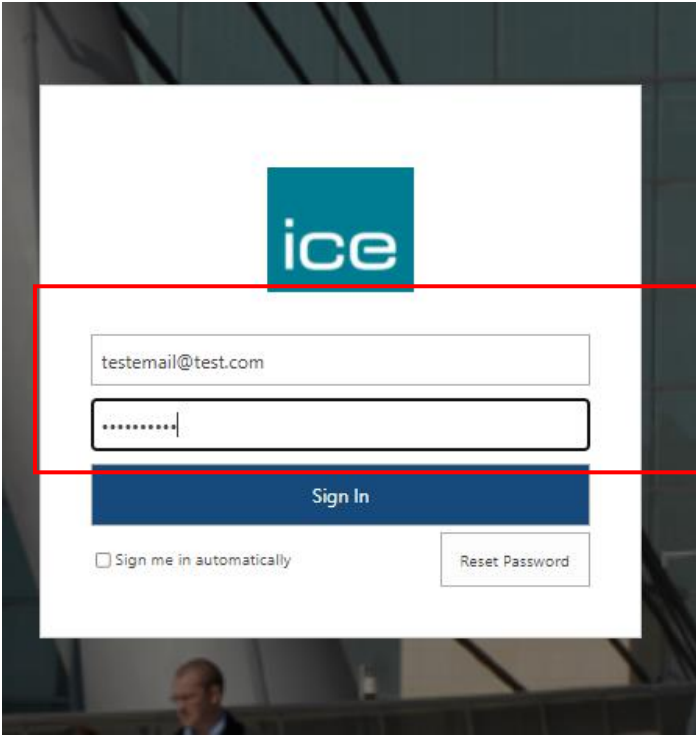 ice
testemail@test.com
••••••••••
Sign In
Sign me in automatically
Reset Password